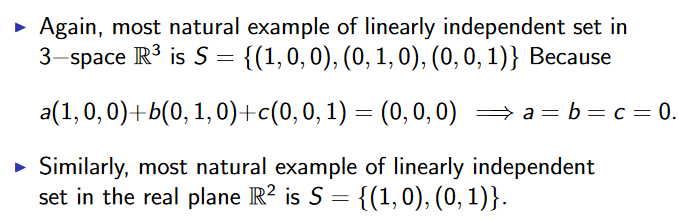 ▶ Again, most natural example of linearly independent set in
3−space ℝ³ is S = {(1, 0, 0), (0, 1, 0), (0, 0, 1)} Because
a(1, 0, 0)+b(0, 1, 0)+c(0, 0, 1) = (0, 0, 0) ⟹ a = b = c = 0.
▶ Similarly, most natural example of linearly independent
set in the real plane ℝ² is S = {(1, 0), (0, 1)}.